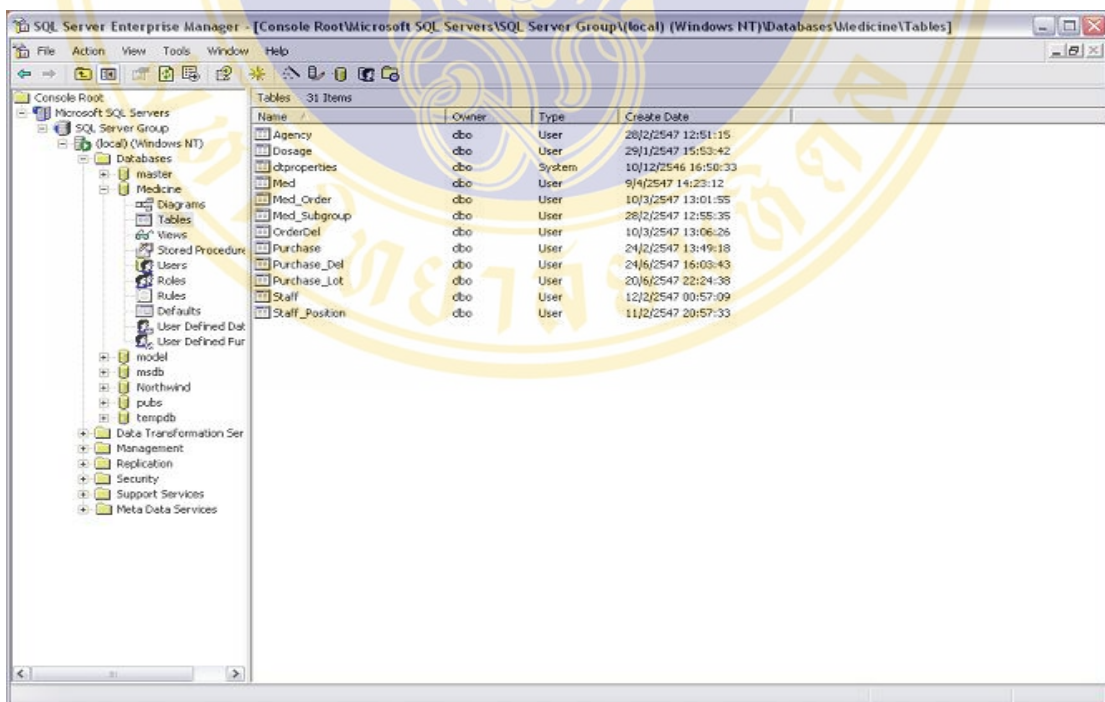 SQL Server Enterprise Manager - [Console Root\Microsoft SQL Servers\SQL Server Group\(local) (Windows NT)\Databases\Medicine\Tables]
File Action View Tools Window Help
Console Root
Microsoft SQL Servers
SQL Server Group
(local) (Windows NT)
Databases
master
Medicine
Diagrams
Tables
Views
Stored Procedure
Users
Roles
Rules
Defaults
User Defined Dat
User Defined Fur
model
msdb
Northwind
pubs
tempdb
Data Transformation Ser
Management
Replication
Security
Support Services
Meta Data Services
Tables 31 Items
Name Owner Type Create Date
Agency dbo User 28/2/2547 12:51:15
Dosage dbo User 29/1/2547 15:53:42
dtproperties dbo System 10/12/2546 16:50:33
Med dbo User 9/4/2547 14:23:12
Med_Order dbo User 10/3/2547 13:01:55
Med_Subgroup dbo User 28/2/2547 12:55:35
OrderDel dbo User 10/3/2547 13:06:26
Purchase dbo User 24/2/2547 13:49:18
Purchase_Del dbo User 24/6/2547 16:03:43
Purchase_Lot dbo User 20/6/2547 22:24:38
Staff dbo User 12/2/2547 00:57:09
Staff_Position dbo User 11/2/2547 20:57:33